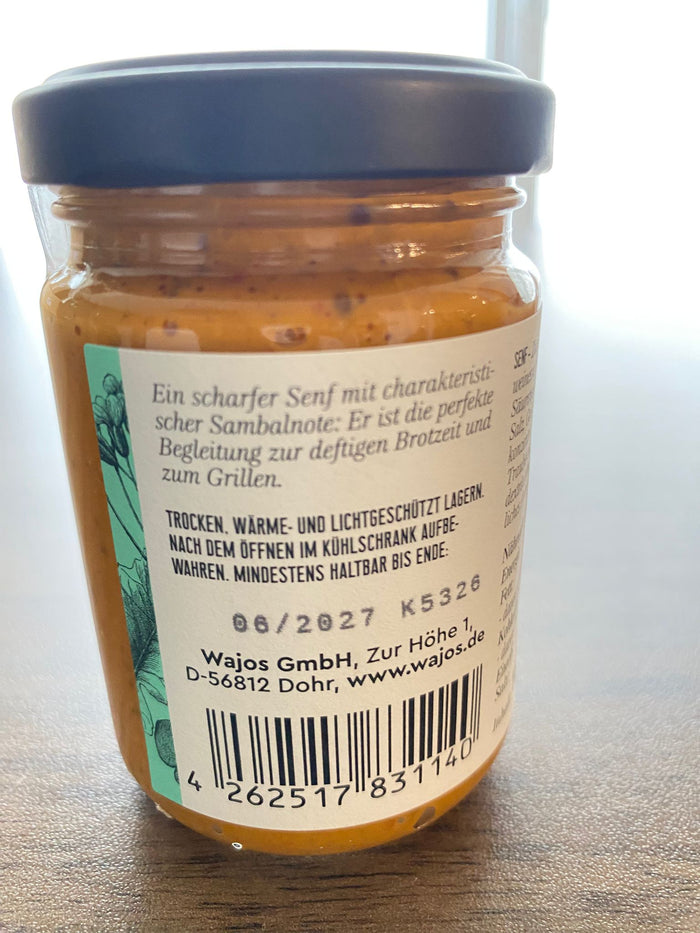 Ein scharfer Senf mit charakteristi-
scher Sambalnote: Er ist die perfekte
Begleitung zur deftigen Brotzeit und
zum Grillen.
TROCKEN, WÄRME- UND LICHTGESCHÜTZT LAGERN.
NACH DEM ÖFFNEN IM KÜHLSCHRANK AUFBE-
WAHREN. MINDESTENS HALTBAR BIS ENDE:
06/2027 K5326
Wajos GmbH, Zur Höhe 1,
D-56812 Dohr, www.wajos.de
4 262517 831140
SENF -